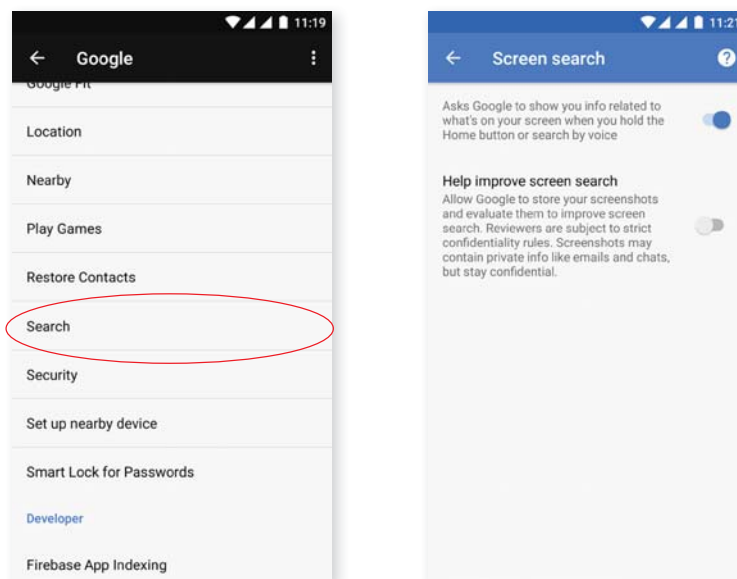 11:19
Google
Google Fit
Location
Nearby
Play Games
Restore Contacts
Search
Security
Set up nearby device
Smart Lock for Passwords
Developer
Firebase App Indexing
11:21
Screen search
?
Asks Google to show you info related to
what's on your screen when you hold the
Home button or search by voice
Help improve screen search
Allow Google to store your screenshots
and evaluate them to improve screen
search. Reviewers are subject to strict
confidentiality rules. Screenshots may
contain private info like emails and chats,
but stay confidential.